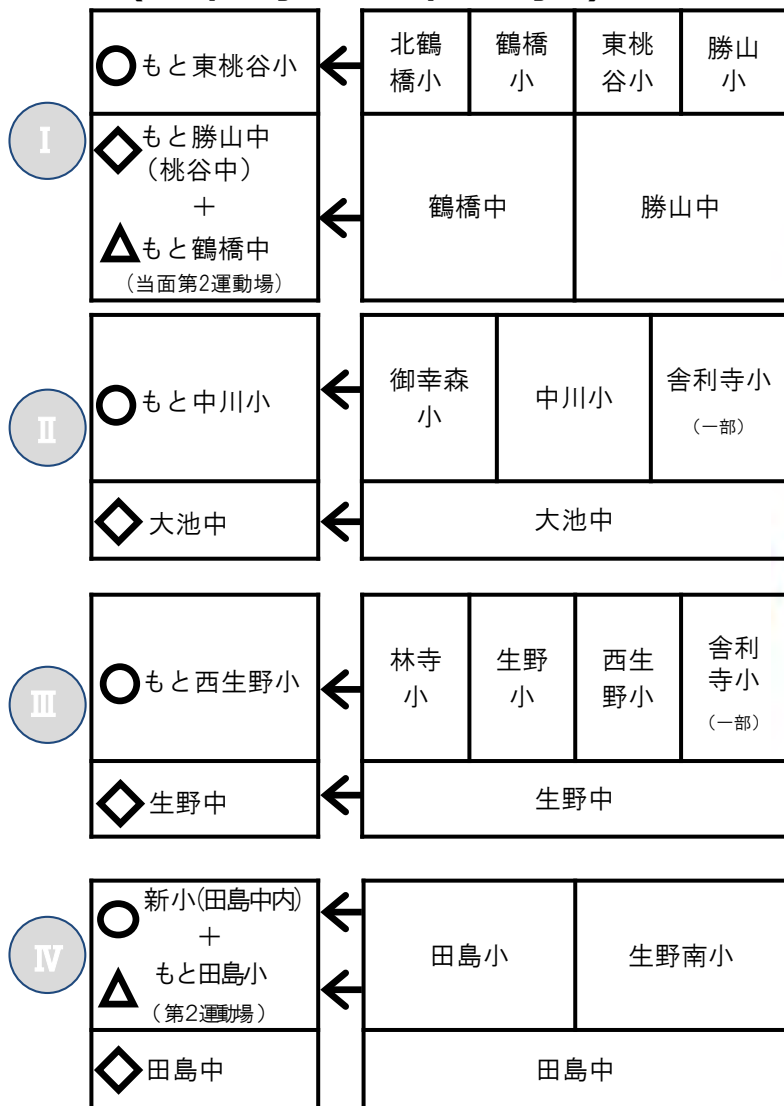 もと東桃谷小
北鶴
橋小
鶴橋
小
東桃
谷小
勝山
小
Ⅰ
もと勝山中
(桃谷中)
+
もと鶴橋中
(当面第2運動場)
鶴橋中
勝山中
Ⅱ
もと中川小
御幸森
小
中川小
舎利寺小
(一部)
大池中
大池中
Ⅲ
もと西生野小
林寺
小
生野
小
西生
野小
舎利
寺小
(一部)
生野中
生野中
Ⅳ
新小(田島中内)
+
もと田島小
(第2運動場)
田島小
生野南小
田島中
田島中